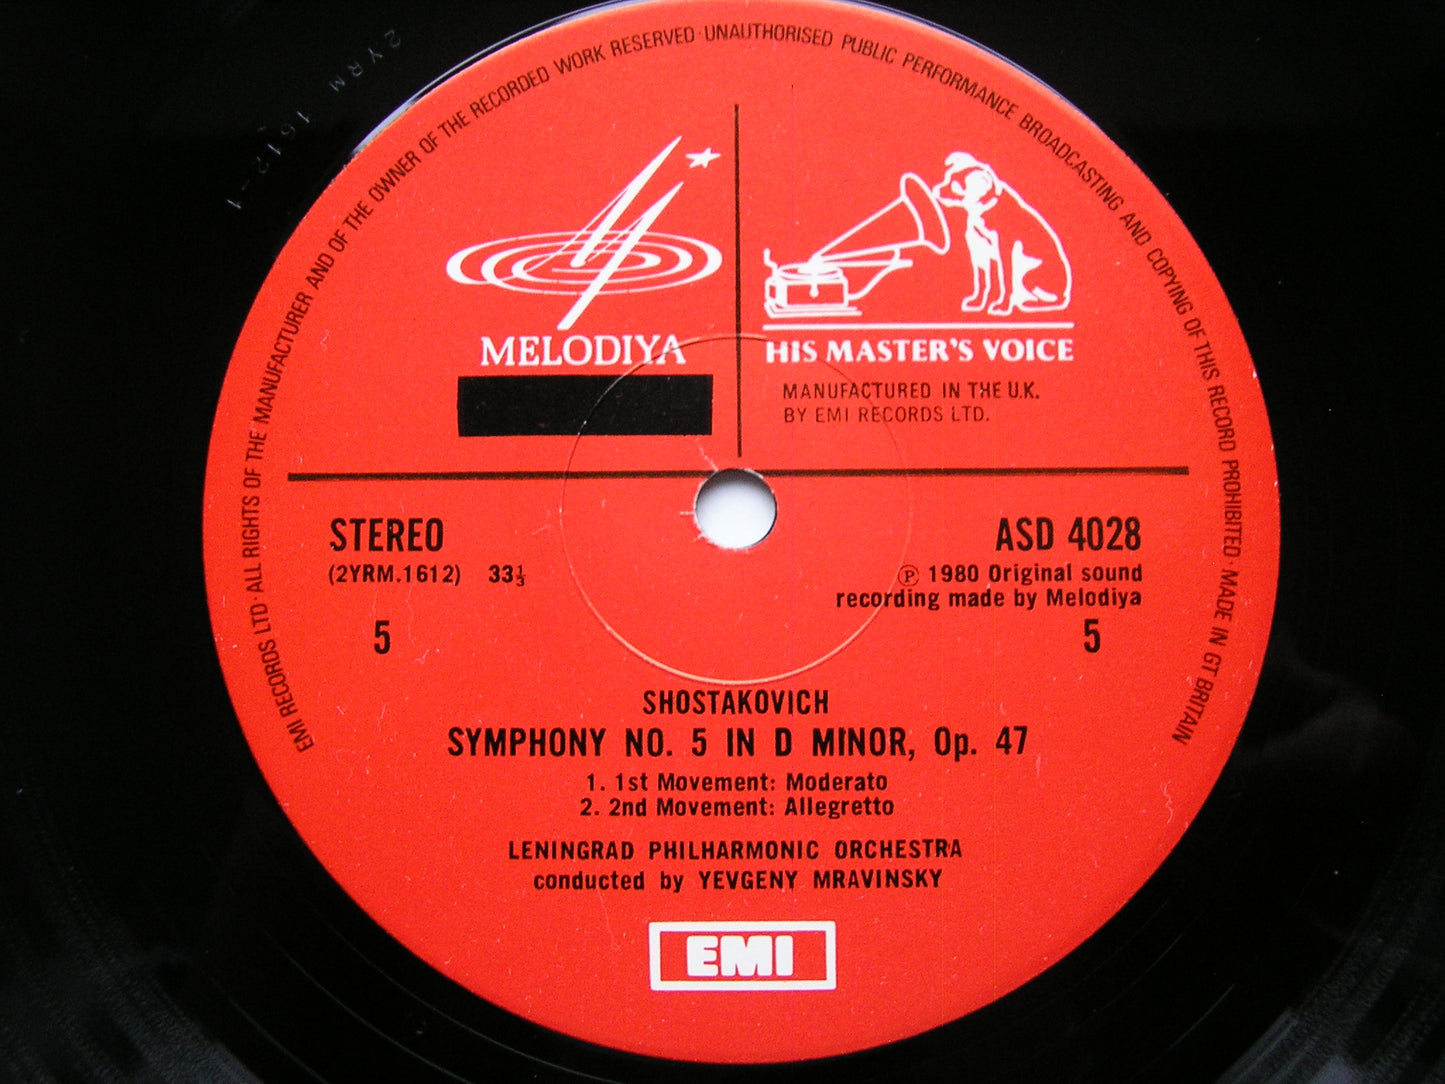 EMI RECORDS LTD · ALL RIGHTS OF THE MANUFACTURER AND OF THE OWNER OF THE RECORDED WORK RESERVED · UNAUTHORISED PUBLIC PERFORMANCE BROADCASTING AND COPYING OF THIS RECORD PROHIBITED · MADE IN GT BRITAIN
2YRM 1612-1
MELODIYA
HIS MASTER'S VOICE
MANUFACTURED IN THE U.K.
BY EMI RECORDS LTD.
STEREO
(2YRM.1612) 33⅓
5
ASD 4028
Ⓟ 1980 Original sound
recording made by Melodiya
5
SHOSTAKOVICH
SYMPHONY NO. 5 IN D MINOR, Op. 47
1. 1st Movement: Moderato
2. 2nd Movement: Allegretto
LENINGRAD PHILHARMONIC ORCHESTRA
conducted by YEVGENY MRAVINSKY
EMI